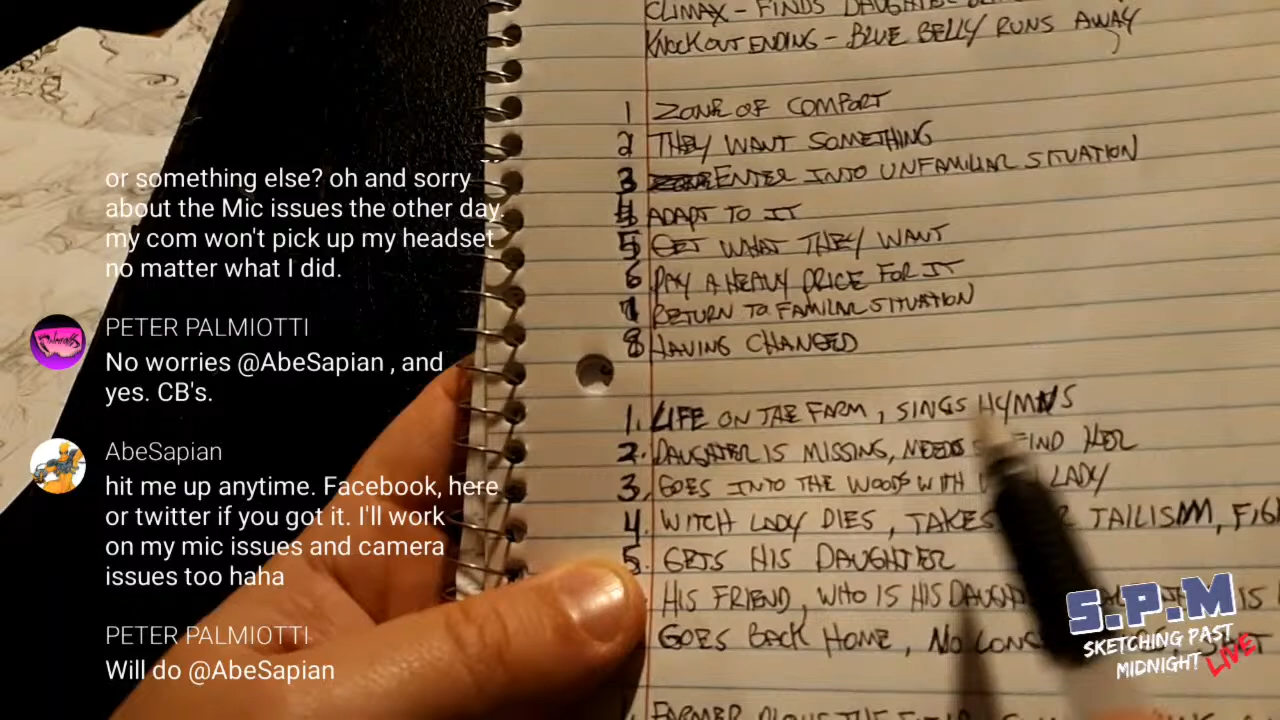 or something else? oh and sorry
about the Mic issues the other day.
my com won't pick up my headset
no matter what I did.
PETER PALMIOTTI
No worries @AbeSapian , and
yes. CB's.
AbeSapian
hit me up anytime. Facebook, here
or twitter if you got it. I'll work
on my mic issues and camera
issues too haha
PETER PALMIOTTI
Will do @AbeSapian
CLIMAX - FINDS DAUGHTER
KNOCKOUT ENDING - BLUE BELLY RUNS AWAY
1 ZONE OF COMFORT
2 THEY WANT SOMETHING
3 ENTER INTO UNFAMILIAR SITUATION
4 ADAPT TO IT
5 GET WHAT THEY WANT
6 PAY A HEAVY PRICE FOR IT
7 RETURN TO FAMILAR SITUATION
8 HAVING CHANGED
1. LIFE ON THE FARM, SINGS HYMNS
2. DAUGHTER IS MISSING, NEEDS FIND HER
3. GOES INTO THE WOODS WITH LADY
4. WITCH LADY DIES, TAKES TAILISM,
5. GETS HIS DAUGHTER
HIS FRIEND, WHO IS HIS IS
GOES BACK HOME, NO
FARMER PLOWS THE
S.P.M
SKETCHING PAST
MIDNIGHT LIVE